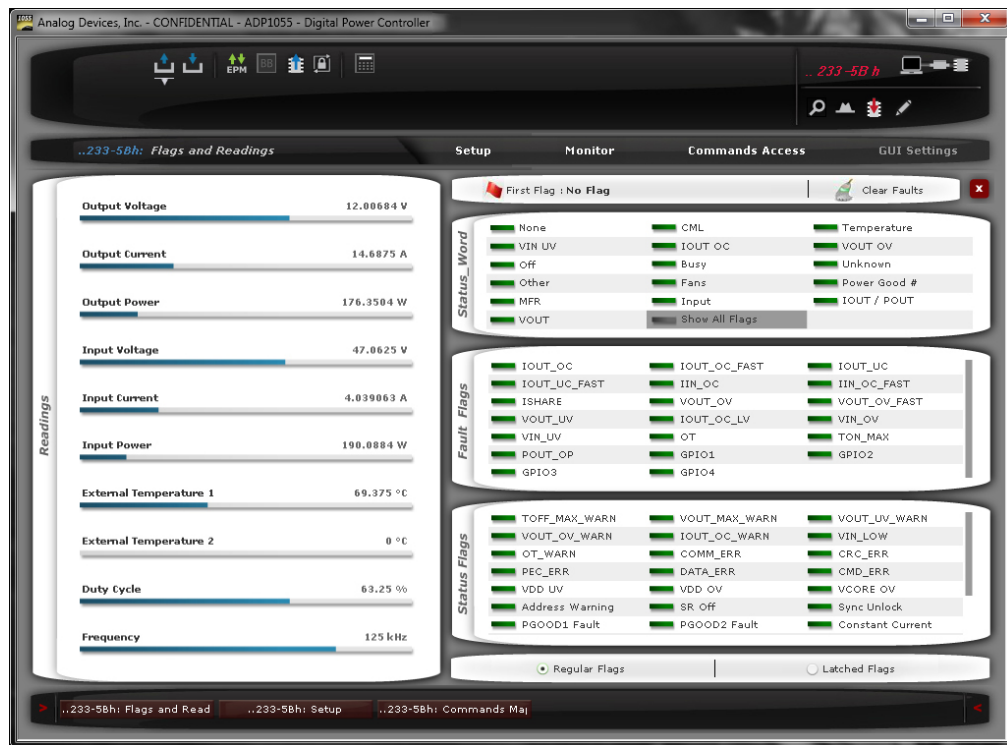 1055 Analog Devices, Inc. - CONFIDENTIAL - ADP1055 - Digital Power Controller
EPM BB
.. 233 -5B h
..233-5Bh: Flags and Readings
Setup Monitor Commands Access GUI Settings
Readings
Output Voltage 12.00684 V
Output Current 14.6875 A
Output Power 176.3504 W
Input Voltage 47.0625 V
Input Current 4.039063 A
Input Power 190.0884 W
External Temperature 1 69.375 °C
External Temperature 2 0 °C
Duty Cycle 63.25 %
Frequency 125 kHz
First Flag : No Flag Clear Faults X
Status_Word
None CML Temperature
VIN UV IOUT OC VOUT OV
Off Busy Unknown
Other Fans Power Good #
MFR Input IOUT / POUT
VOUT Show All Flags
Fault Flags
IOUT_OC IOUT_OC_FAST IOUT_UC
IOUT_UC_FAST IIN_OC IIN_OC_FAST
ISHARE VOUT_OV VOUT_OV_FAST
VOUT_UV IOUT_OC_LV VIN_OV
VIN_UV OT TON_MAX
POUT_OP GPIO1 GPIO2
GPIO3 GPIO4
Status Flags
TOFF_MAX_WARN VOUT_MAX_WARN VOUT_UV_WARN
VOUT_OV_WARN IOUT_OC_WARN VIN_LOW
OT_WARN COMM_ERR CRC_ERR
PEC_ERR DATA_ERR CMD_ERR
VDD UV VDD OV VCORE OV
Address Warning SR Off Sync Unlock
PGOOD1 Fault PGOOD2 Fault Constant Current
Regular Flags Latched Flags
> ..233-5Bh: Flags and Read ..233-5Bh: Setup ..233-5Bh: Commands Ma <